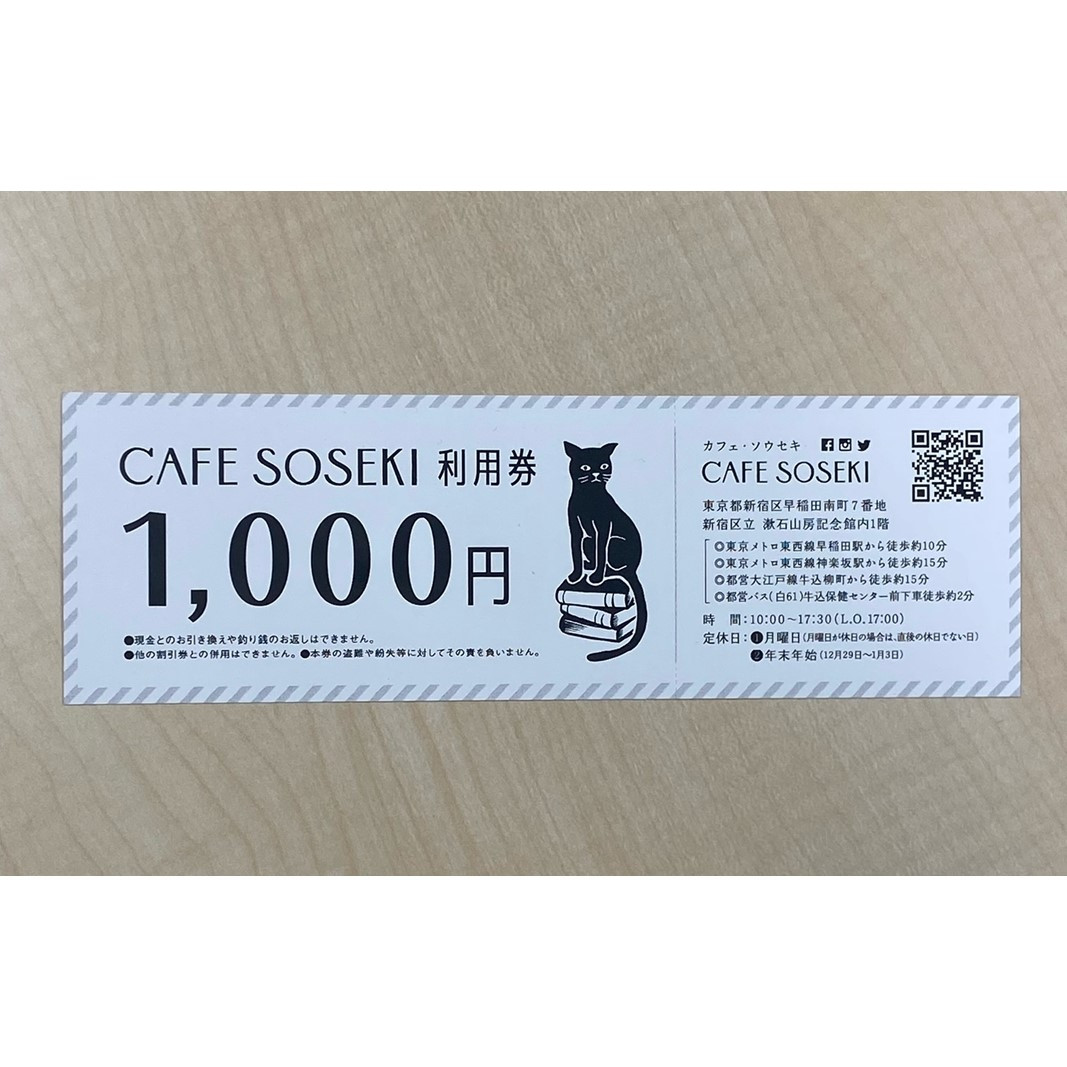 CAFE SOSEKI 利用券
1,000円
●現金とのお引き換えや釣り銭のお返しはできません。
●他の割引券との併用はできません。●本券の盗難や紛失等に対してその責を負いません。
カフェ・ソウセキ
CAFE SOSEKI
東京都新宿区早稲田南町7番地
新宿区立 漱石山房記念館内1階
◎東京メトロ東西線早稲田駅から徒歩約10分
◎東京メトロ東西線神楽坂駅から徒歩約15分
◎都営大江戸線牛込柳町から徒歩約15分
◎都営バス(白61)牛込保健センター前下車徒歩約2分
時　間：10:00～17:30(L.O.17:00)
定休日：❶月曜日(月曜日が休日の場合は、直後の休日でない日)
❷年末年始(12月29日～1月3日)